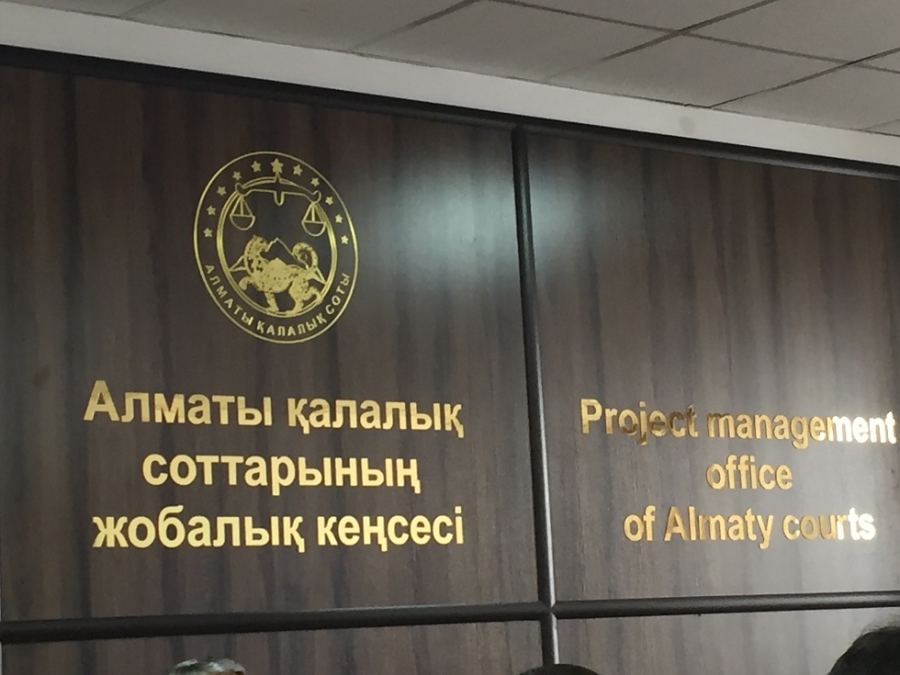 АЛМАТЫ ҚАЛАЛЫҚ СОТЫ
Алматы қалалық
соттарының
жобалық кеңсесі
Project management
office
of Almaty courts